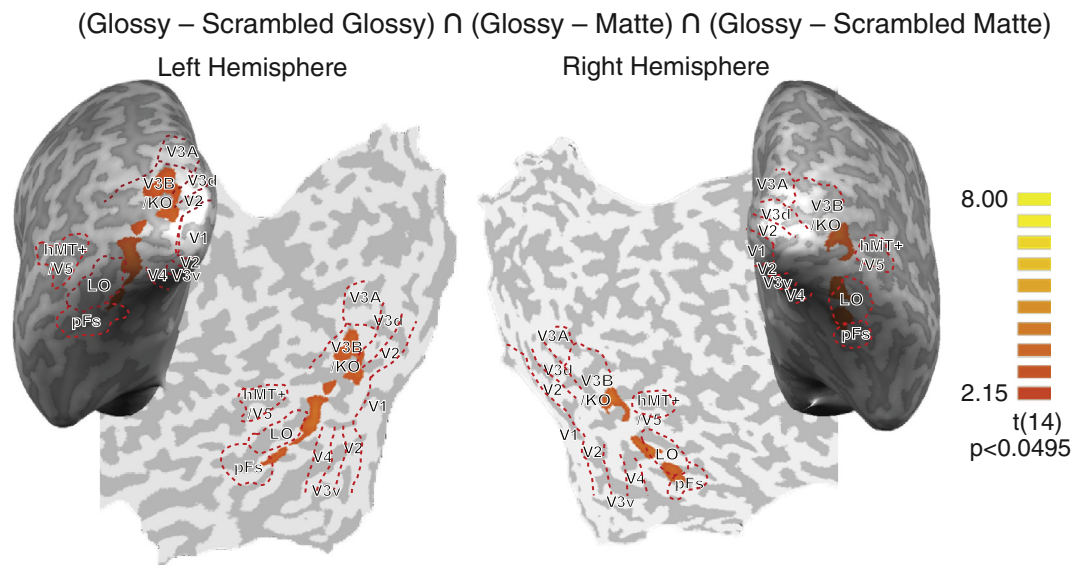 (Glossy – Scrambled Glossy) ∩ (Glossy – Matte) ∩ (Glossy – Scrambled Matte)
Left Hemisphere
Right Hemisphere
V3A
V3B
/KO
V3d
V2
V1
V2
V3v
V4
hMT+
/V5
LO
pFs
V3A
V3d
V3B
/KO
V2
V1
hMT+
/V5
LO
V2
V4
pFs
V3v
V3A
V3d
V3B
/KO
V2
hMT+
/V5
V1
V2
LO
V4
pFs
V3v
V3A
V3B
/KO
V3d
V2
V1
hMT+
/V5
V2
V3v
V4
LO
pFs
8.00
2.15
t(14)
p<0.0495